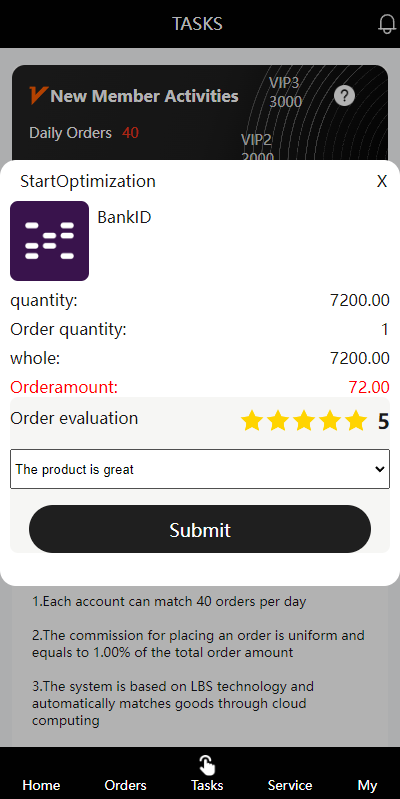 TASKS
New Member Activities
VIP3
3000
?
Daily Orders 40
VIP2
2000
StartOptimization X
BankID
quantity: 7200.00
Order quantity: 1
whole: 7200.00
Orderamount: 72.00
Order evaluation 5
The product is great
Submit
1.Each account can match 40 orders per day
2.The commission for placing an order is uniform and
equals to 1.00% of the total order amount
3.The system is based on LBS technology and
automatically matches goods through cloud
computing
Home Orders Tasks Service My